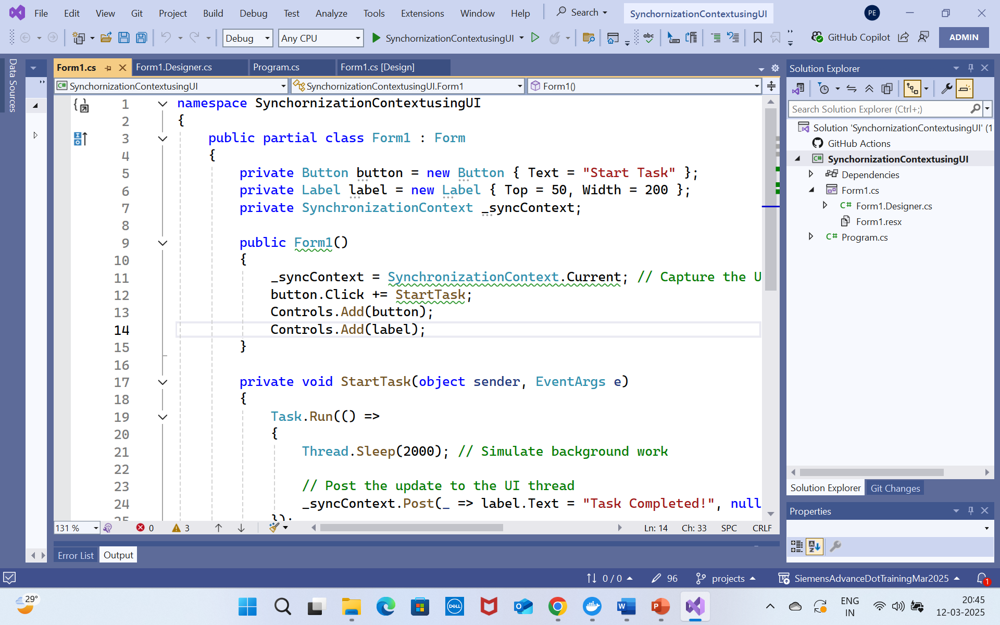 File Edit View Git Project Build Debug Test Analyze Tools Extensions Window Help Search SynchornizationContextusingUI PE
Debug Any CPU SynchornizationContextusingUI abc GitHub Copilot ADMIN
Data Sources
Form1.cs Form1.Designer.cs Program.cs Form1.cs [Design]
SynchornizationContextusingUI SynchornizationContextusingUI.Form1 Form1()
1 namespace SynchornizationContextusingUI
2 {
3 public partial class Form1 : Form
4 {
5 private Button button = new Button { Text = "Start Task" };
6 private Label label = new Label { Top = 50, Width = 200 };
7 private SynchronizationContext _syncContext;
8
9 public Form1()
10 {
11 _syncContext = SynchronizationContext.Current; // Capture the U
12 button.Click += StartTask;
13 Controls.Add(button);
14 Controls.Add(label);
15 }
16
17 private void StartTask(object sender, EventArgs e)
18 {
19 Task.Run(() =>
20 {
21 Thread.Sleep(2000); // Simulate background work
22
23 // Post the update to the UI thread
24 _syncContext.Post(_ => label.Text = "Task Completed!", null
25 });
131 % 0 3 Ln: 14 Ch: 33 SPC CRLF
Error List Output
Solution Explorer
Search Solution Explorer (Ctrl+;)
Solution 'SynchornizationContextusingUI' (1
GitHub Actions
C# SynchornizationContextusingUI
Dependencies
Form1.cs
C# Form1.Designer.cs
Form1.resx
C# Program.cs
Solution Explorer Git Changes
Properties
0 / 0 96 projects SiemensAdvanceDotTrainingMar2025 1
29°
DELL
ENG
IN
20:45
12-03-2025